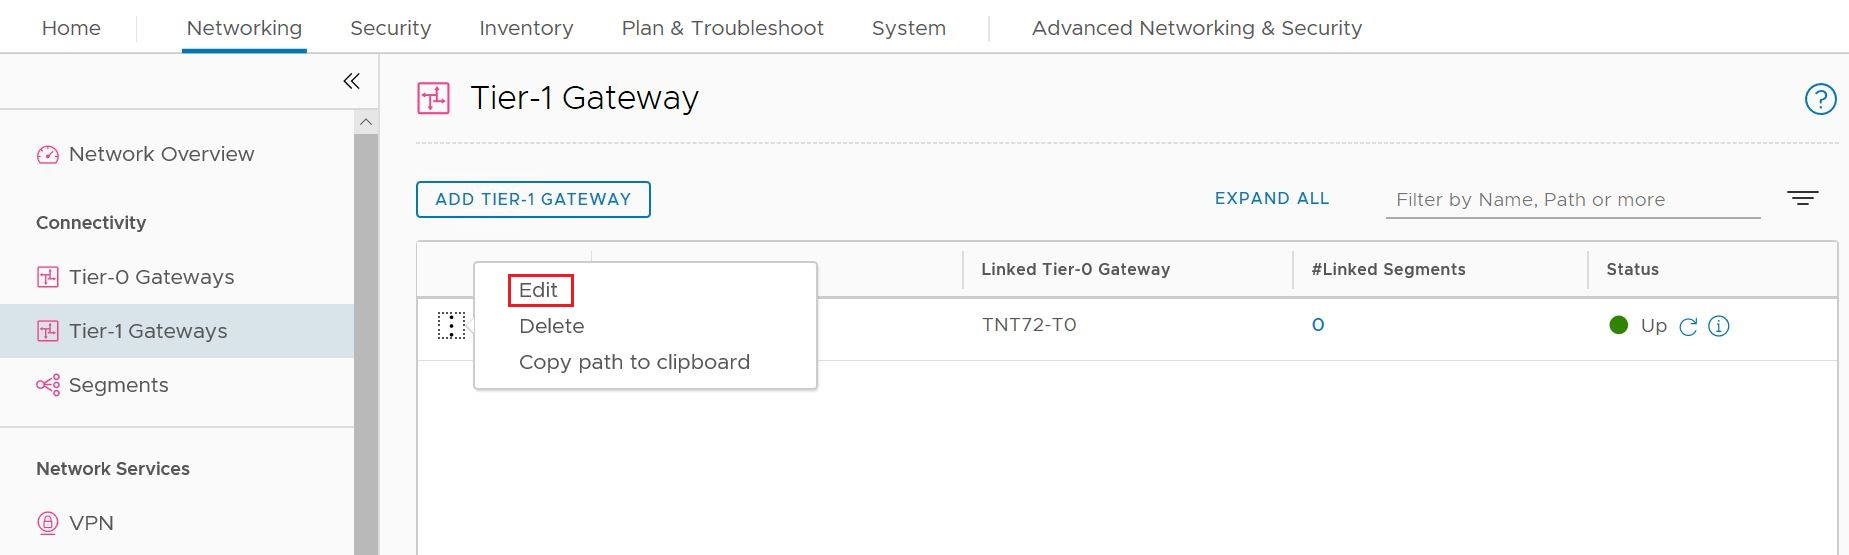 Home Networking Security Inventory Plan & Troubleshoot System Advanced Networking & Security
Tier-1 Gateway
Network Overview
Connectivity
Tier-0 Gateways
Tier-1 Gateways
Segments
Network Services
VPN
ADD TIER-1 GATEWAY EXPAND ALL Filter by Name, Path or more
Linked Tier-0 Gateway #Linked Segments Status
Edit
Delete
Copy path to clipboard
TNT72-T0 0 Up